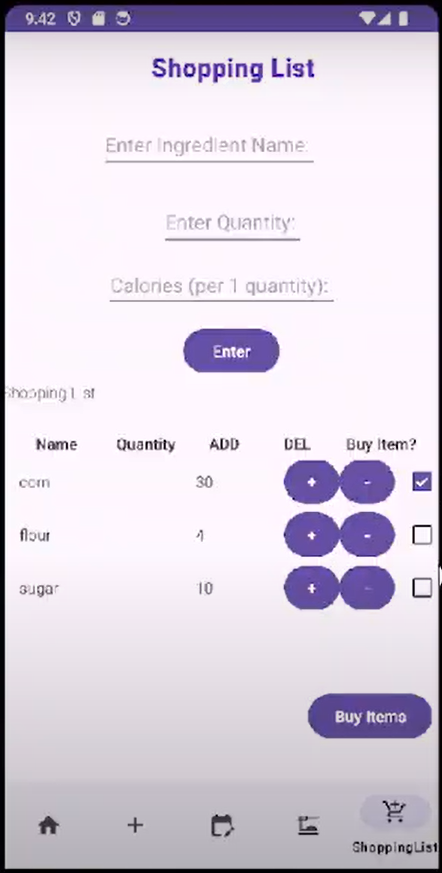 9:42
Shopping List
Enter Ingredient Name:
Enter Quantity:
Calories (per 1 quantity):
Enter
Shopping List
Name Quantity ADD DEL Buy Item?
corn 30 + -
flour 4 + -
sugar 10 + -
Buy Items
ShoppingList